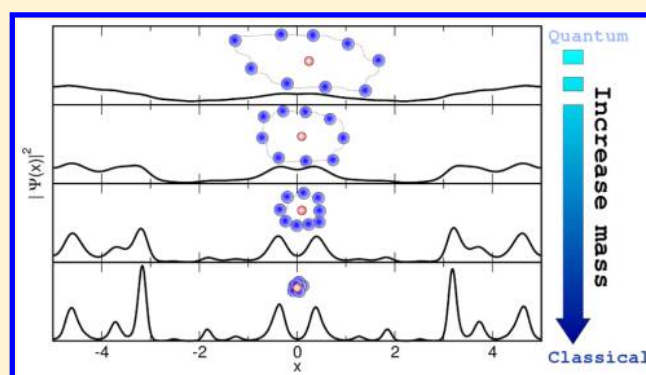 Quantum
|Ψ(x)|²
Increase mass
-4 -2 0 2 4
x
Classical